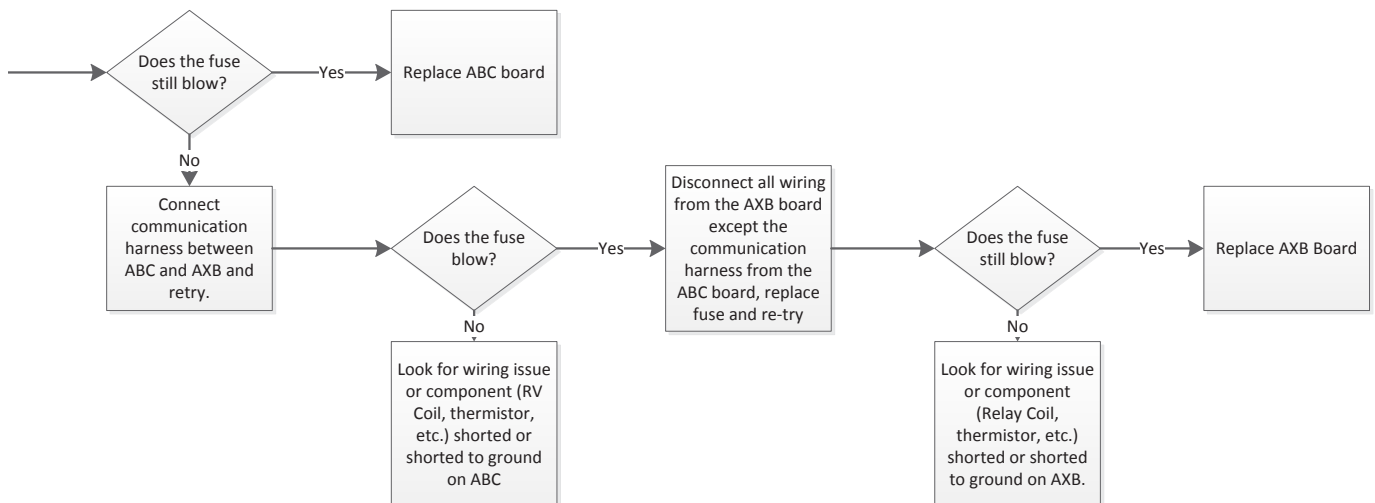 Does the fuse
still blow?
Yes
Replace ABC board
No
Connect
communication
harness between
ABC and AXB and
retry.
Does the fuse
blow?
Yes
Disconnect all wiring
from the AXB board
except the
communication
harness from the
ABC board, replace
fuse and re-try
Does the fuse
still blow?
Yes
Replace AXB Board
No
Look for wiring issue
or component (RV
Coil, thermistor,
etc.) shorted or
shorted to ground
on ABC
No
Look for wiring issue
or component
(Relay Coil,
thermistor, etc.)
shorted or shorted
to ground on AXB.